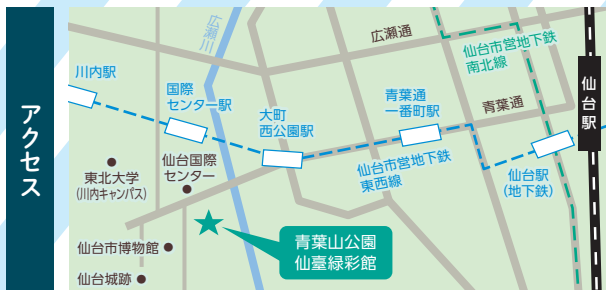 アクセス
広瀬川
広瀬通
仙台市営地下鉄
南北線
川内駅
国際
センター駅
大町
西公園駅
青葉通
一番町駅
青葉通
仙台駅
仙台市営地下鉄
東西線
仙台駅
(地下鉄)
東北大学
(川内キャンパス)
仙台国際
センター
青葉山公園
仙臺緑彩館
仙台市博物館
仙台城跡